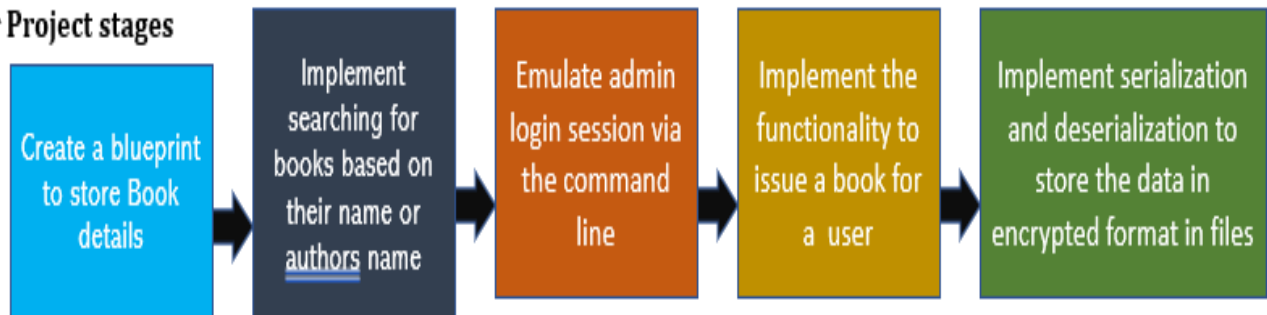 Project stages
Create a blueprint
to store Book
details
Implement
searching for
books based on
their name or
authors name
Emulate admin
login session via
the command
line
Implement the
functionality to
issue a book for
a user
Implement serialization
and deserialization to
store the data in
encrypted format in files